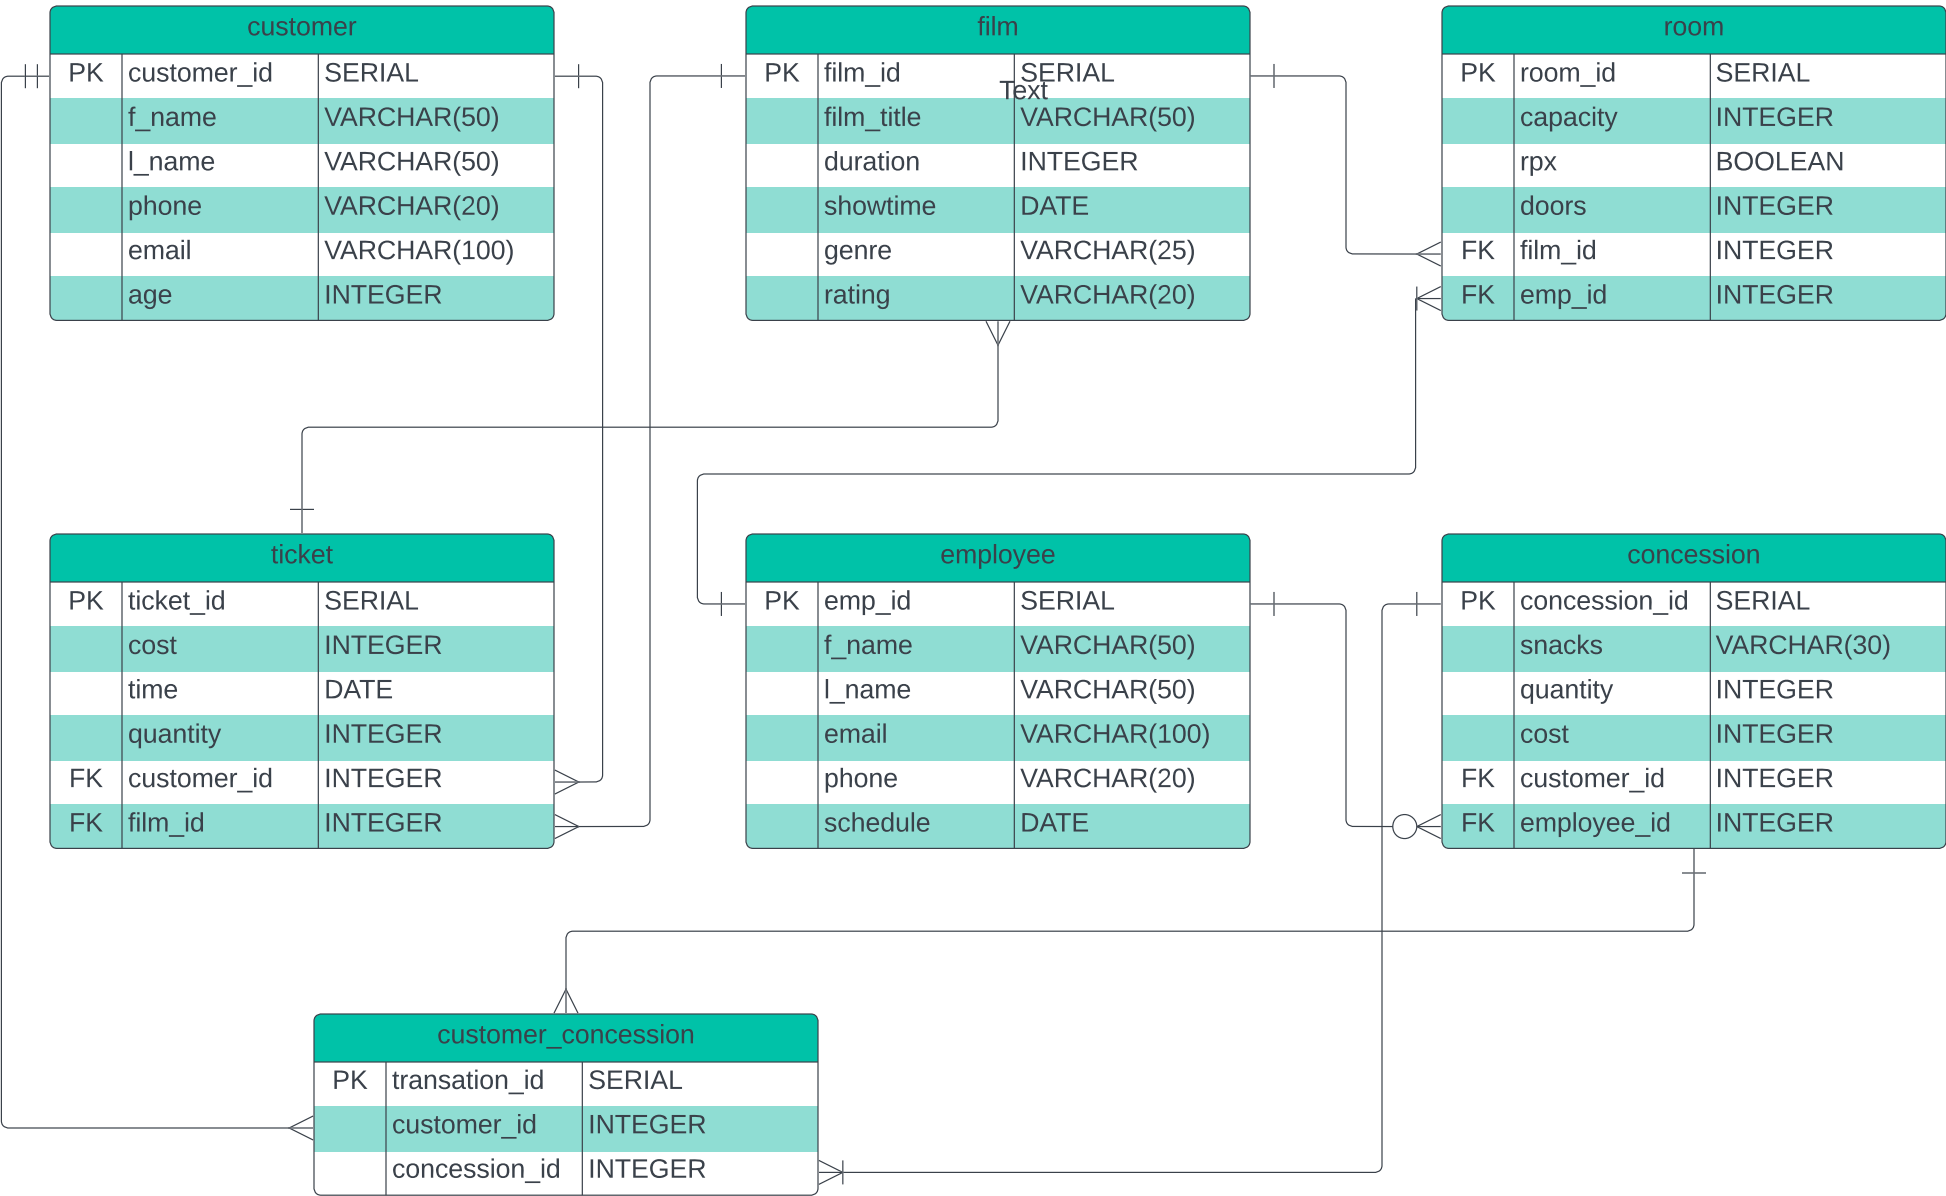 customer
PK customer_id SERIAL
f_name VARCHAR(50)
l_name VARCHAR(50)
phone VARCHAR(20)
email VARCHAR(100)
age INTEGER
film
PK film_id SERIAL
Text
film_title VARCHAR(50)
duration INTEGER
showtime DATE
genre VARCHAR(25)
rating VARCHAR(20)
room
PK room_id SERIAL
capacity INTEGER
rpx BOOLEAN
doors INTEGER
FK film_id INTEGER
FK emp_id INTEGER
ticket
PK ticket_id SERIAL
cost INTEGER
time DATE
quantity INTEGER
FK customer_id INTEGER
FK film_id INTEGER
employee
PK emp_id SERIAL
f_name VARCHAR(50)
l_name VARCHAR(50)
email VARCHAR(100)
phone VARCHAR(20)
schedule DATE
concession
PK concession_id SERIAL
snacks VARCHAR(30)
quantity INTEGER
cost INTEGER
FK customer_id INTEGER
FK employee_id INTEGER
customer_concession
PK transation_id SERIAL
customer_id INTEGER
concession_id INTEGER